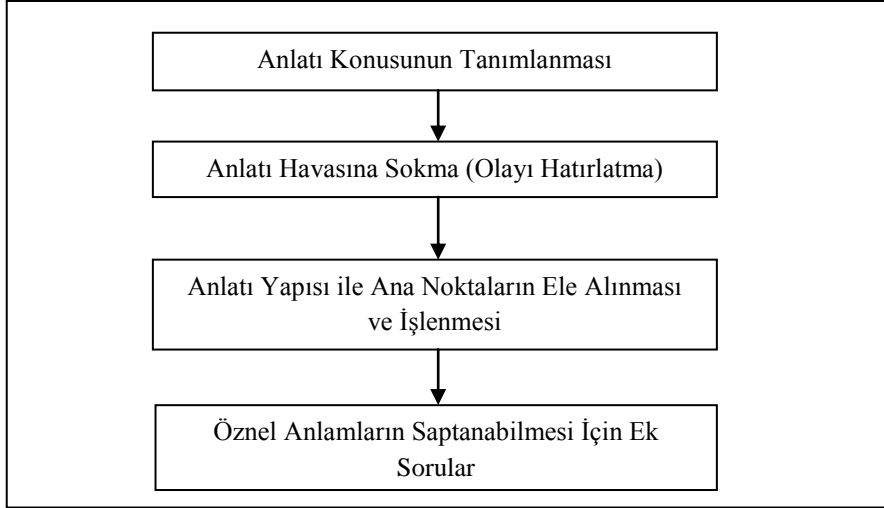 Anlatı Konusunun Tanımlanması
Anlatı Havasına Sokma (Olayı Hatırlatma)
Anlatı Yapısı ile Ana Noktaların Ele Alınması
ve İşlenmesi
Öznel Anlamların Saptanabilmesi İçin Ek
Sorular